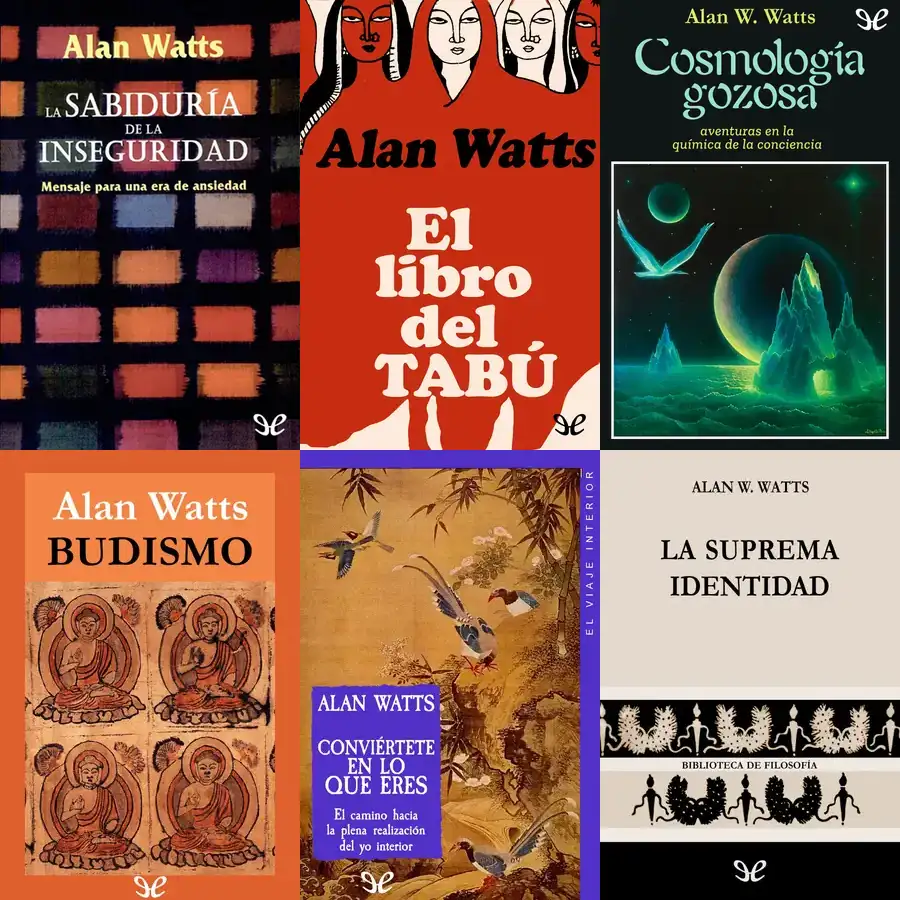 Alan Watts
LA SABIDURÍA
DE LA
INSEGURIDAD
Mensaje para una era de ansiedad
Alan Watts
El
libro
del
TABÚ
Alan W. Watts
Cosmología
gozosa
aventuras en la
química de la conciencia
Alan Watts
BUDISMO
EL VIAJE INTERIOR
ALAN WATTS
CONVIÉRTETE
EN LO
QUE ERES
El camino hacia
la plena realización
del yo interior
ALAN W. WATTS
LA SUPREMA
IDENTIDAD
BIBLIOTECA DE FILOSOFÍA